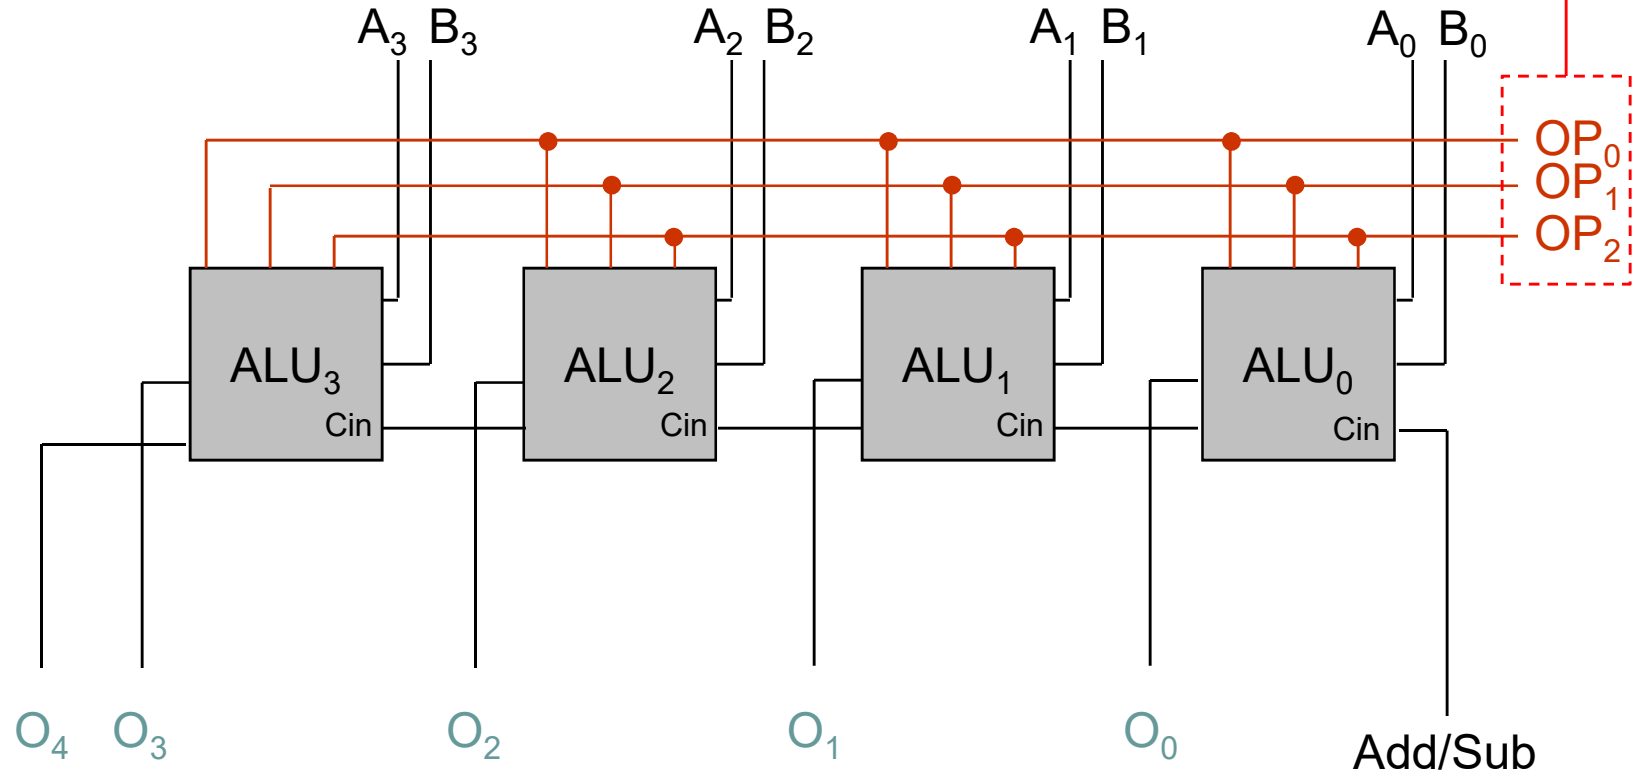 A₃ B₃ A₂ B₂ A₁ B₁ A₀ B₀
OP₀
OP₁
OP₂
ALU₃ ALU₂ ALU₁ ALU₀
Cin Cin Cin Cin
O₄ O₃ O₂ O₁ O₀
Add/Sub